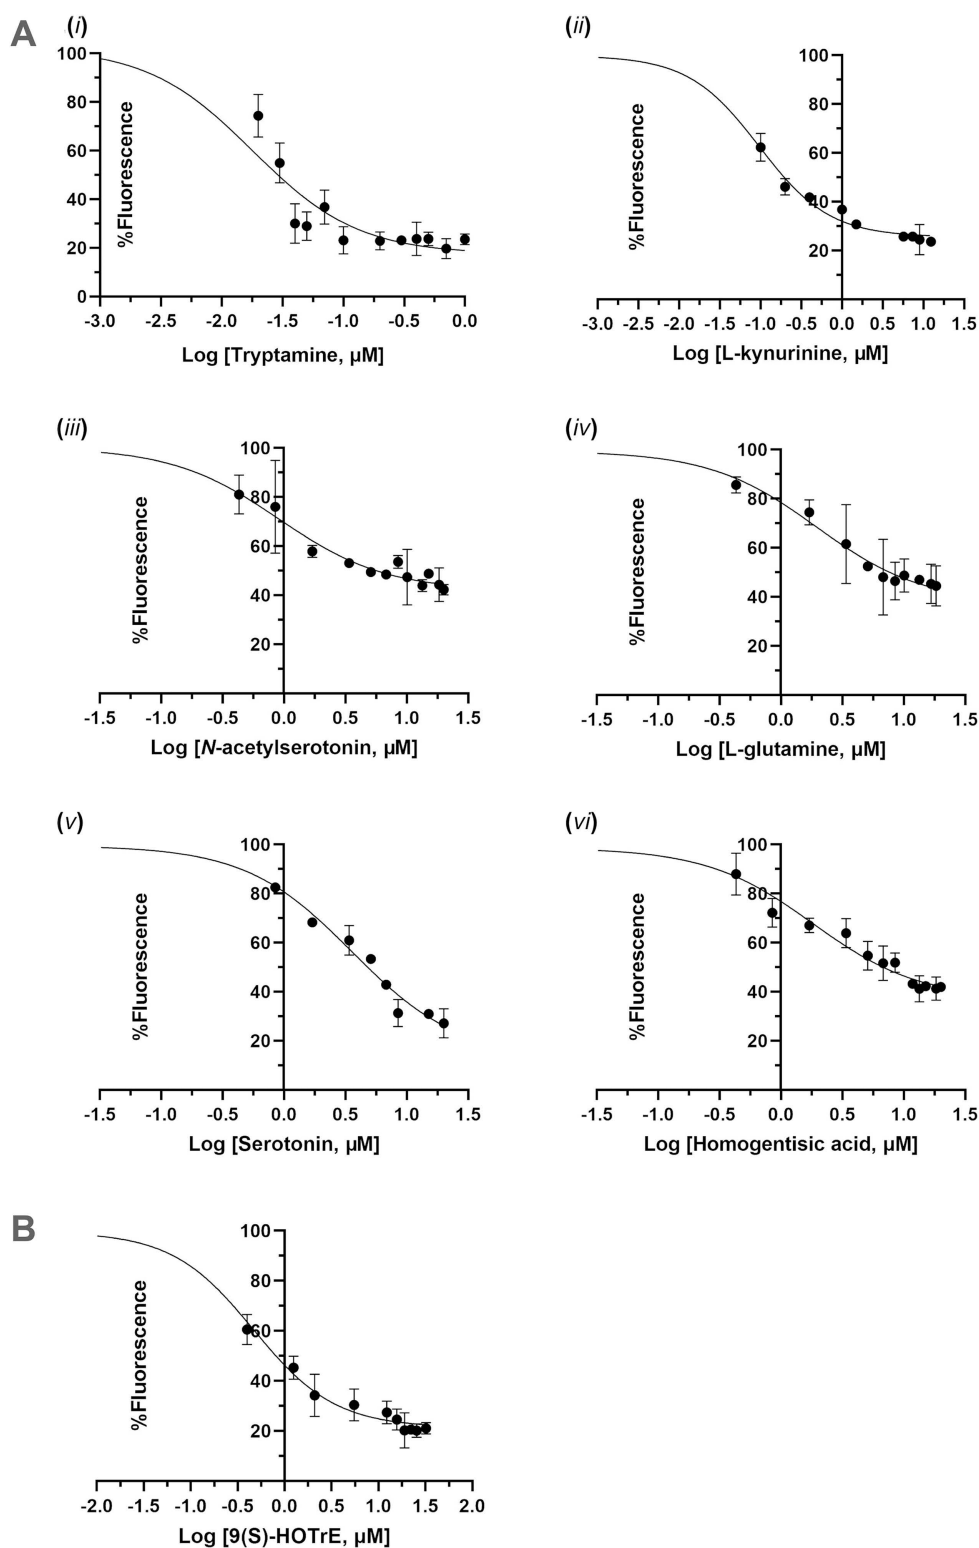 A
(i)
100
80
60
40
20
0
%Fluorescence
-3.0 -2.5 -2.0 -1.5 -1.0 -0.5 0.0
Log [Tryptamine, µM]
(ii)
100
80
60
40
20
%Fluorescence
-3.0 -2.5 -2.0 -1.5 -1.0 -0.5 0.0 0.5 1.0 1.5
Log [L-kynurinine, µM]
(iii)
100
80
60
40
20
%Fluorescence
-1.5 -1.0 -0.5 0.0 0.5 1.0 1.5
Log [N-acetylserotonin, µM]
(iv)
100
80
60
40
20
%Fluorescence
-1.5 -1.0 -0.5 0.0 0.5 1.0 1.5
Log [L-glutamine, µM]
(v)
100
80
60
40
20
%Fluorescence
-1.5 -1.0 -0.5 0.0 0.5 1.0 1.5
Log [Serotonin, µM]
(vi)
100
80
60
40
20
%Fluorescence
-1.5 -1.0 -0.5 0.0 0.5 1.0 1.5
Log [Homogentisic acid, µM]
B
100
80
60
40
20
%Fluorescence
-2.0 -1.5 -1.0 -0.5 0.0 0.5 1.0 1.5 2.0
Log [9(S)-HOTrE, µM]